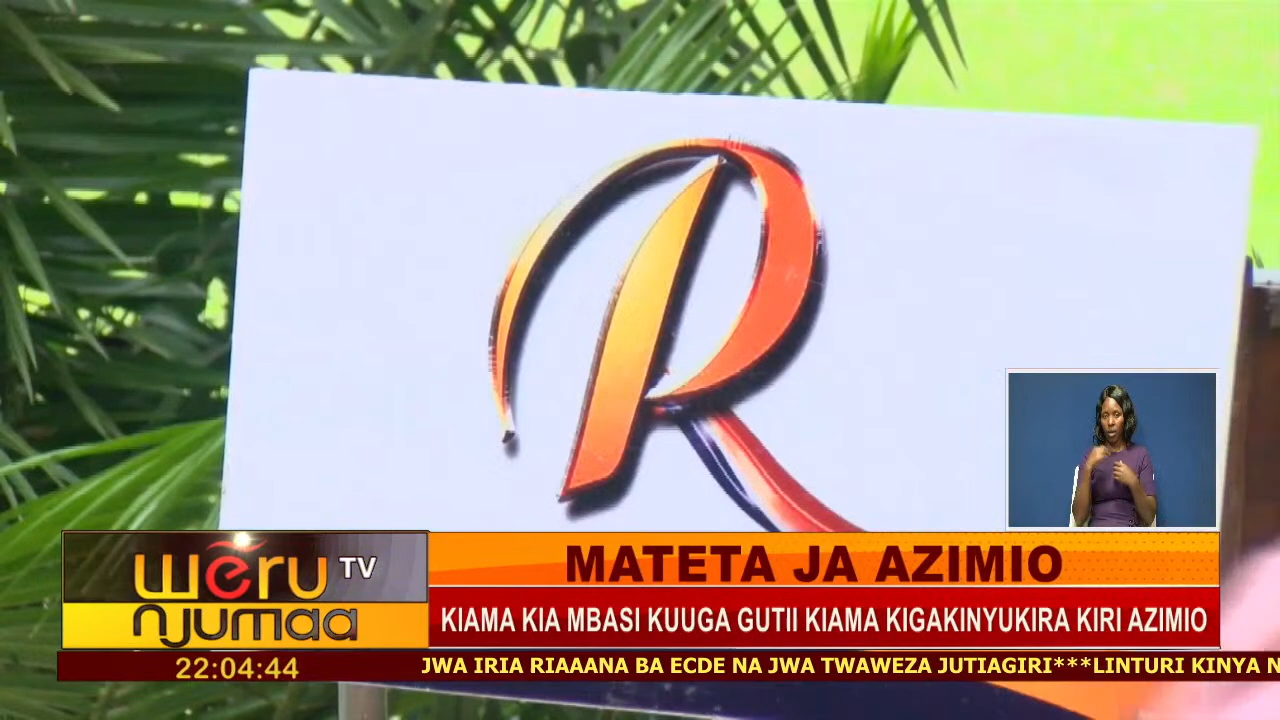 R
MATETA JA AZIMIO
KIAMA KIA MBASI KUUGA GUTII KIAMA KIGAKINYUKIRA KIRI AZIMIO
wẽru TV
njumaa
22:04:44
JWA IRIA RIAAANA BA ECDE NA JWA TWAWEZA JUTIAGIRI***LINTURI KINYA N